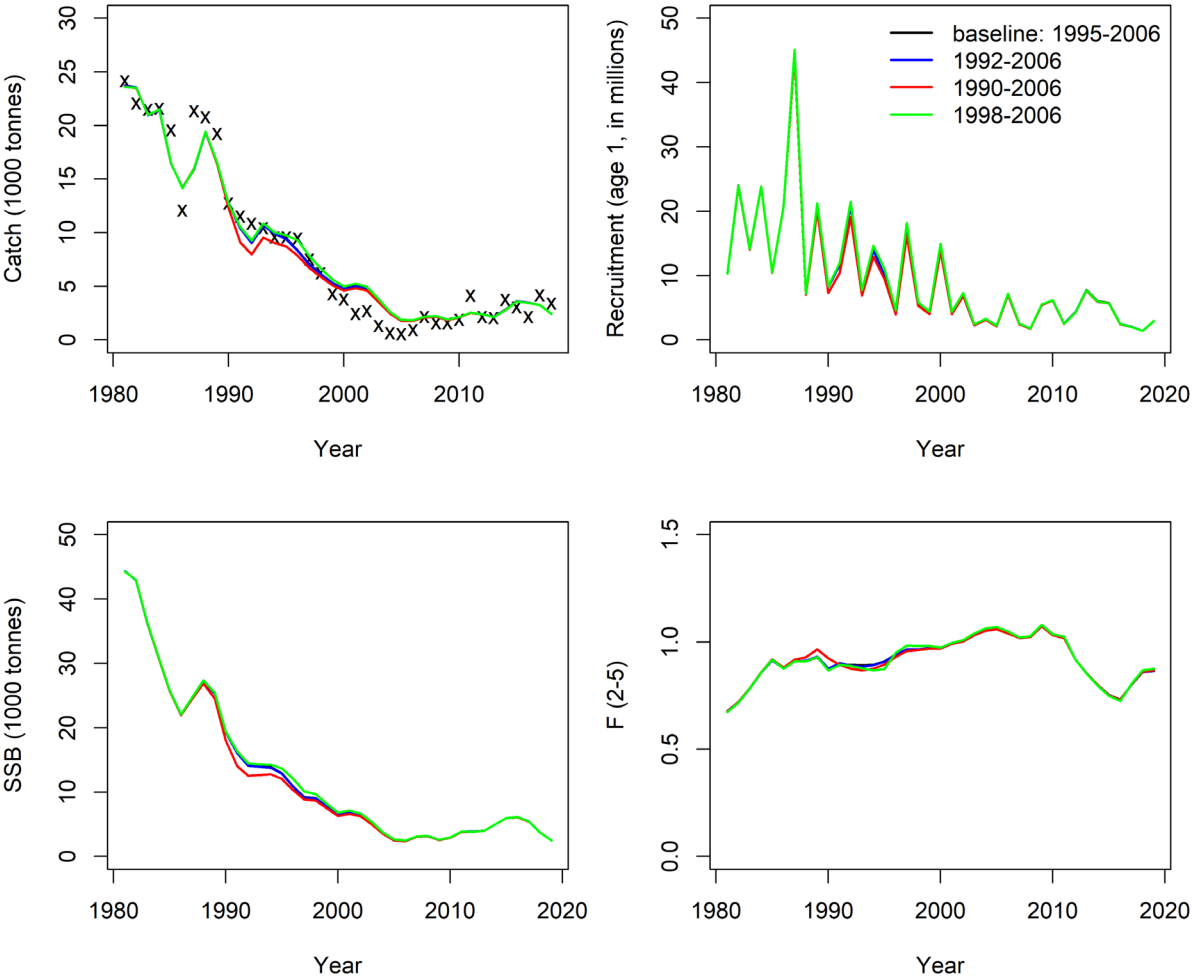 Catch (1000 tonnes)
30
25
20
15
10
5
0
1980 1990 2000 2010
Year
Recruitment (age 1, in millions)
50
40
30
20
10
0
baseline: 1995-2006
1992-2006
1990-2006
1998-2006
1980 1990 2000 2010 2020
Year
SSB (1000 tonnes)
50
40
30
20
10
0
1980 1990 2000 2010 2020
Year
F (2-5)
1.5
1.0
0.5
0.0
1980 1990 2000 2010 2020
Year